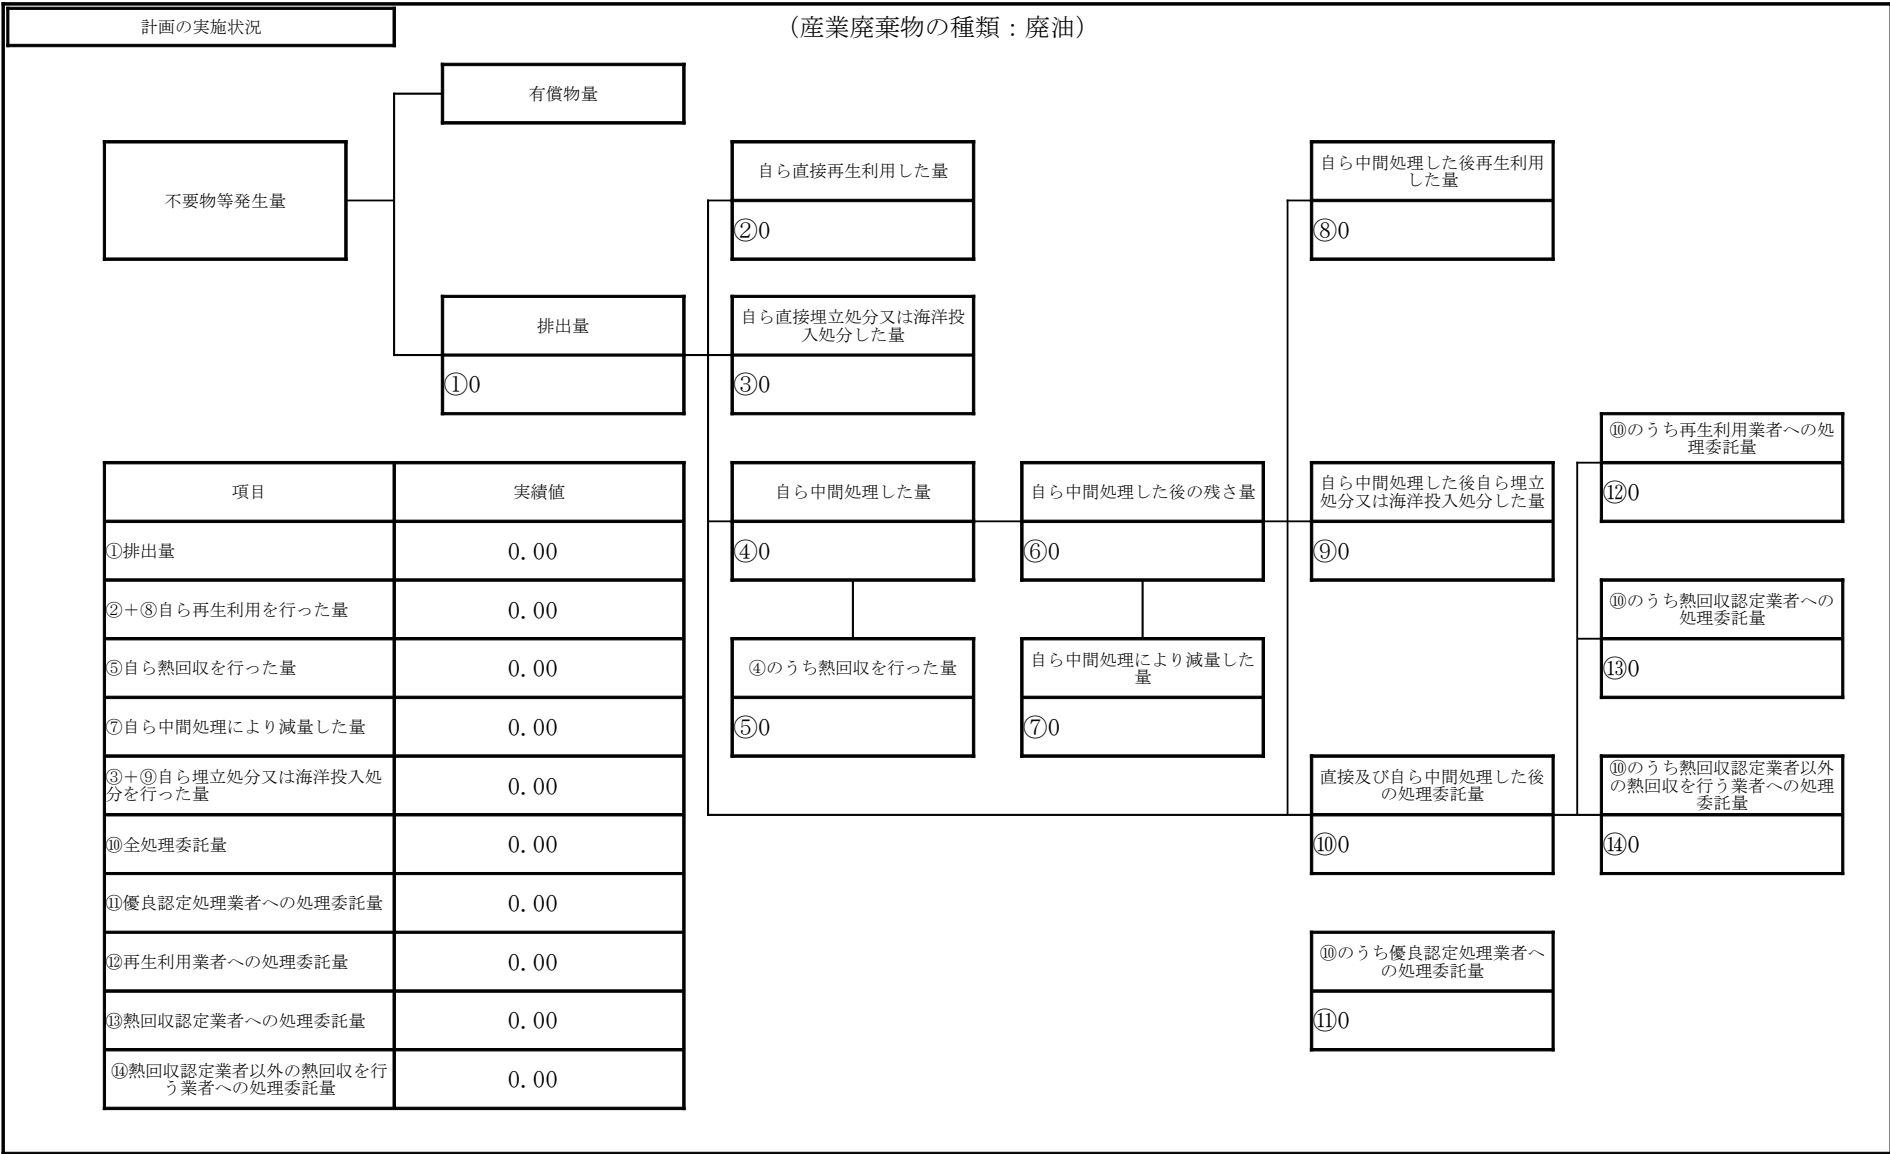 計画の実施状況
（産業廃棄物の種類：廃油）
有償物量
不要物等発生量
自ら直接再生利用した量
②0
自ら中間処理した後再生利用
した量
⑧0
排出量
①0
自ら直接埋立処分又は海洋投
入処分した量
③0
⑩のうち再生利用業者への処
理委託量
⑫0
自ら中間処理した量
④0
自ら中間処理した後の残さ量
⑥0
自ら中間処理した後自ら埋立
処分又は海洋投入処分した量
⑨0
⑩のうち熱回収認定業者への
処理委託量
⑬0
④のうち熱回収を行った量
⑤0
自ら中間処理により減量した
量
⑦0
直接及び自ら中間処理した後
の処理委託量
⑩0
⑩のうち熱回収認定業者以外
の熱回収を行う業者への処理
委託量
⑭0
⑩のうち優良認定処理業者へ
の処理委託量
⑪0
項目 実績値
①排出量 0.00
②＋⑧自ら再生利用を行った量 0.00
⑤自ら熱回収を行った量 0.00
⑦自ら中間処理により減量した量 0.00
③＋⑨自ら埋立処分又は海洋投入処
分を行った量 0.00
⑩全処理委託量 0.00
⑪優良認定処理業者への処理委託量 0.00
⑫再生利用業者への処理委託量 0.00
⑬熱回収認定業者への処理委託量 0.00
⑭熱回収認定業者以外の熱回収を行
う業者への処理委託量 0.00